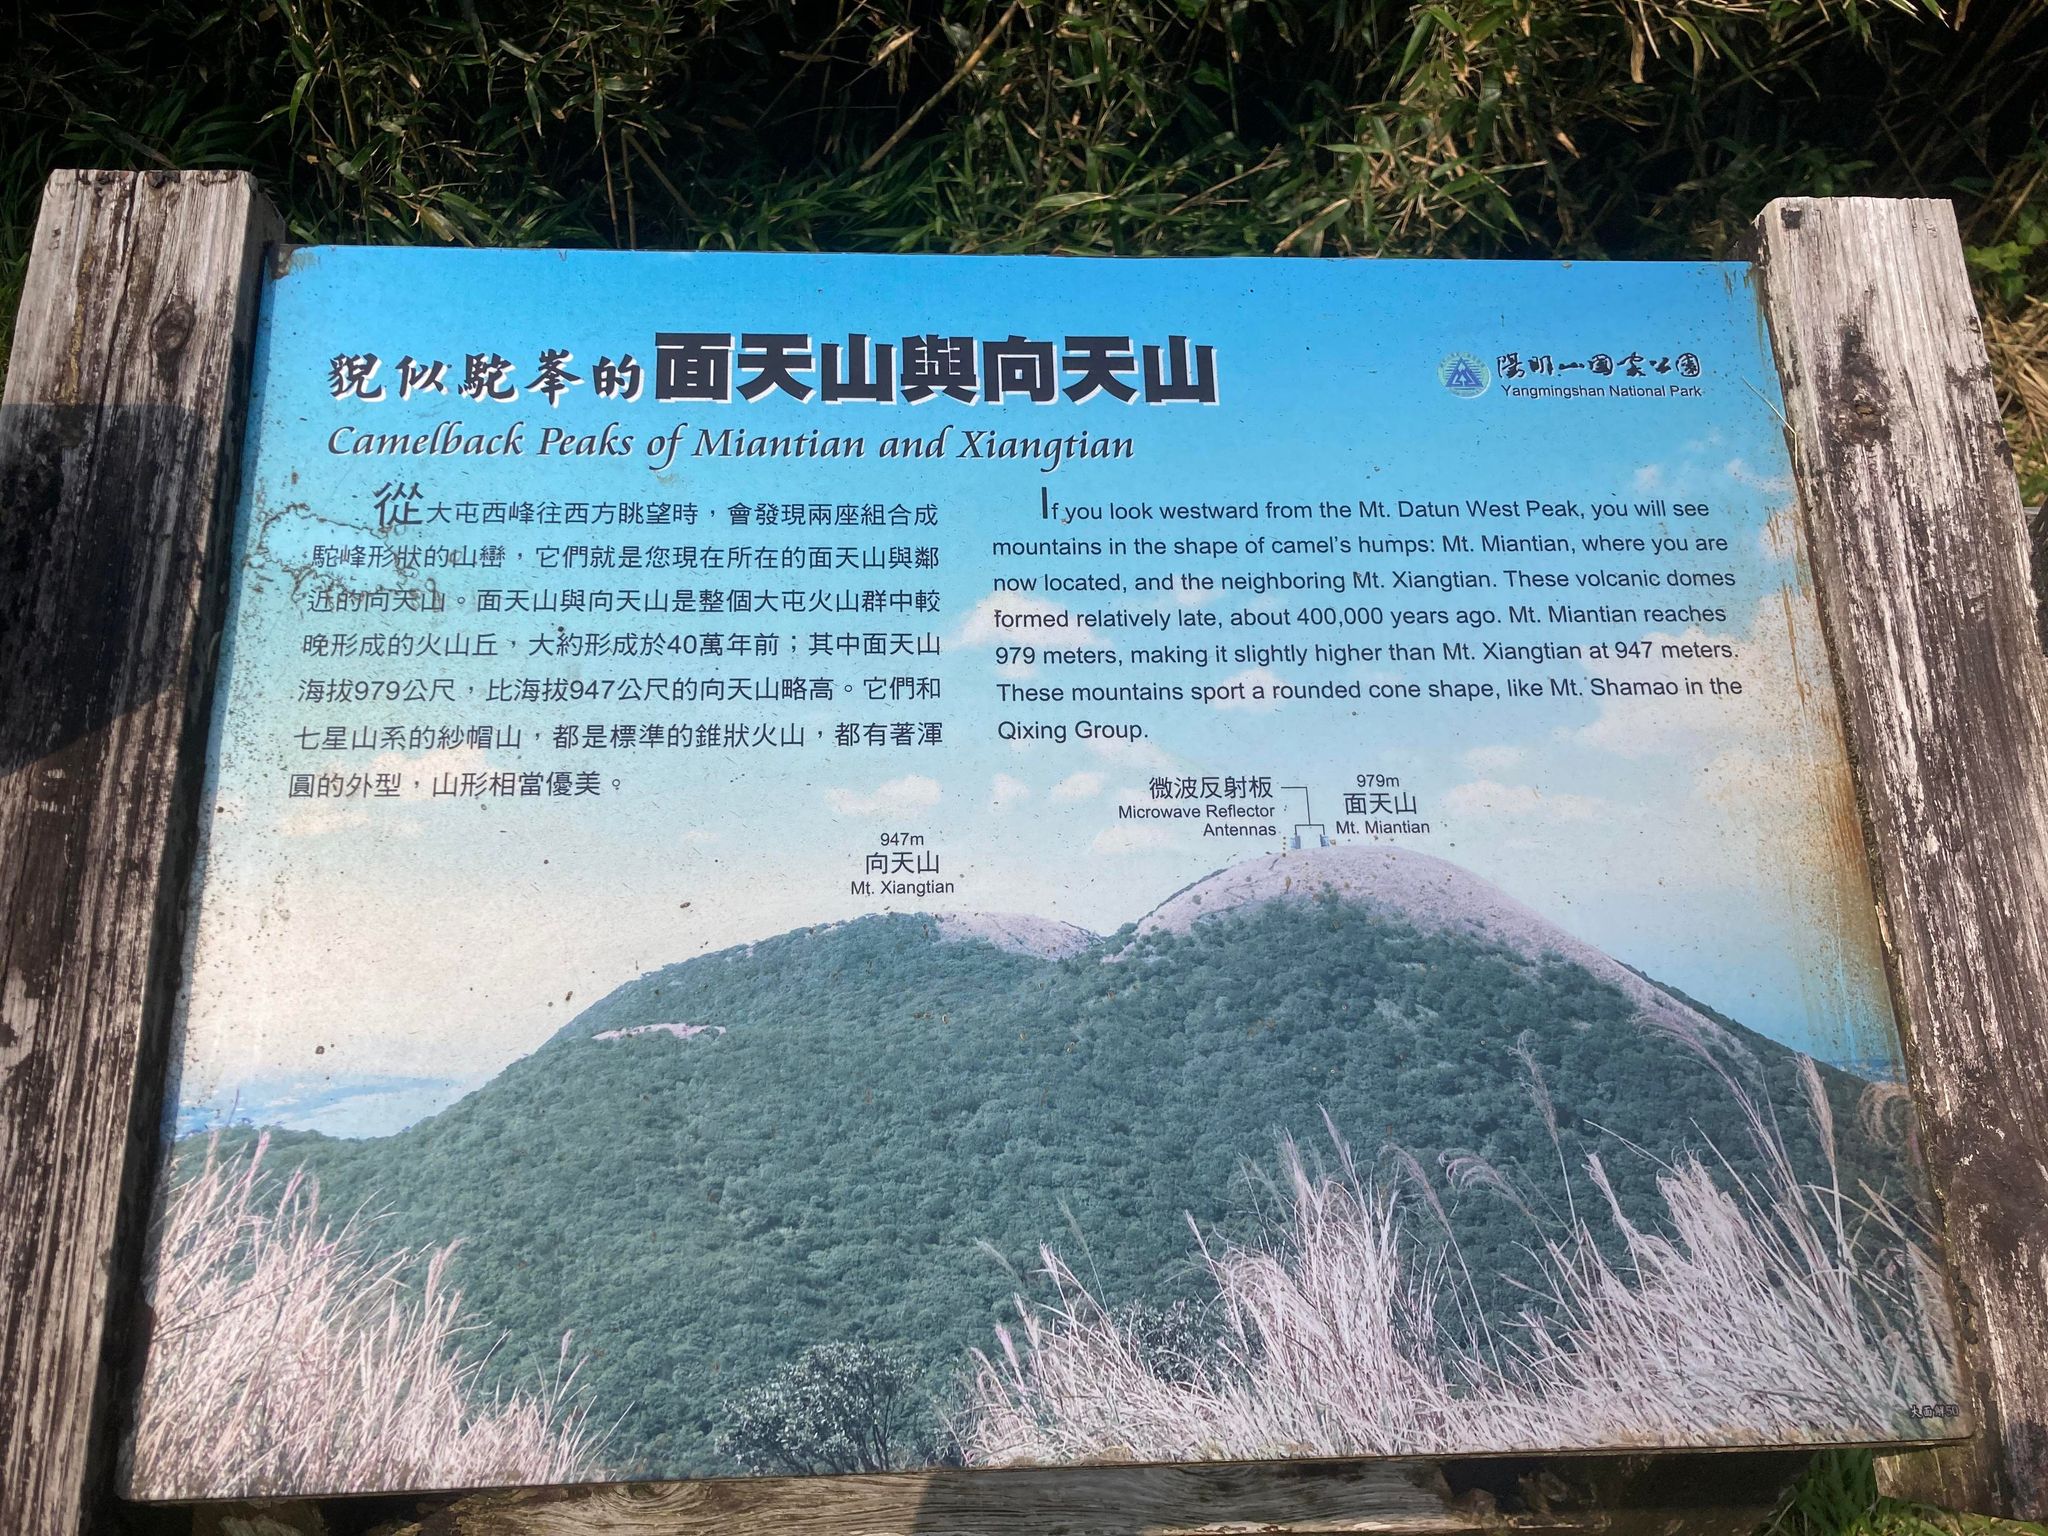 貌似駝峯的面天山與向天山
Camelback Peaks of Miantian and Xiangtian
陽明山國家公園
Yangmingshan National Park
從大屯西峰往西方眺望時，會發現兩座組合成
駝峰形狀的山巒，它們就是您現在所在的面天山與鄰
近的向天山。面天山與向天山是整個大屯火山群中較
晚形成的火山丘，大約形成於40萬年前；其中面天山
海拔979公尺，比海拔947公尺的向天山略高。它們和
七星山系的紗帽山，都是標準的錐狀火山，都有著渾
圓的外型，山形相當優美。
If you look westward from the Mt. Datun West Peak, you will see
mountains in the shape of camel's humps: Mt. Miantian, where you are
now located, and the neighboring Mt. Xiangtian. These volcanic domes
formed relatively late, about 400,000 years ago. Mt. Miantian reaches
979 meters, making it slightly higher than Mt. Xiangtian at 947 meters.
These mountains sport a rounded cone shape, like Mt. Shamao in the
Qixing Group.
微波反射板
Microwave Reflector
Antennas
979m
面天山
Mt. Miantian
947m
向天山
Mt. Xiangtian
大面解50